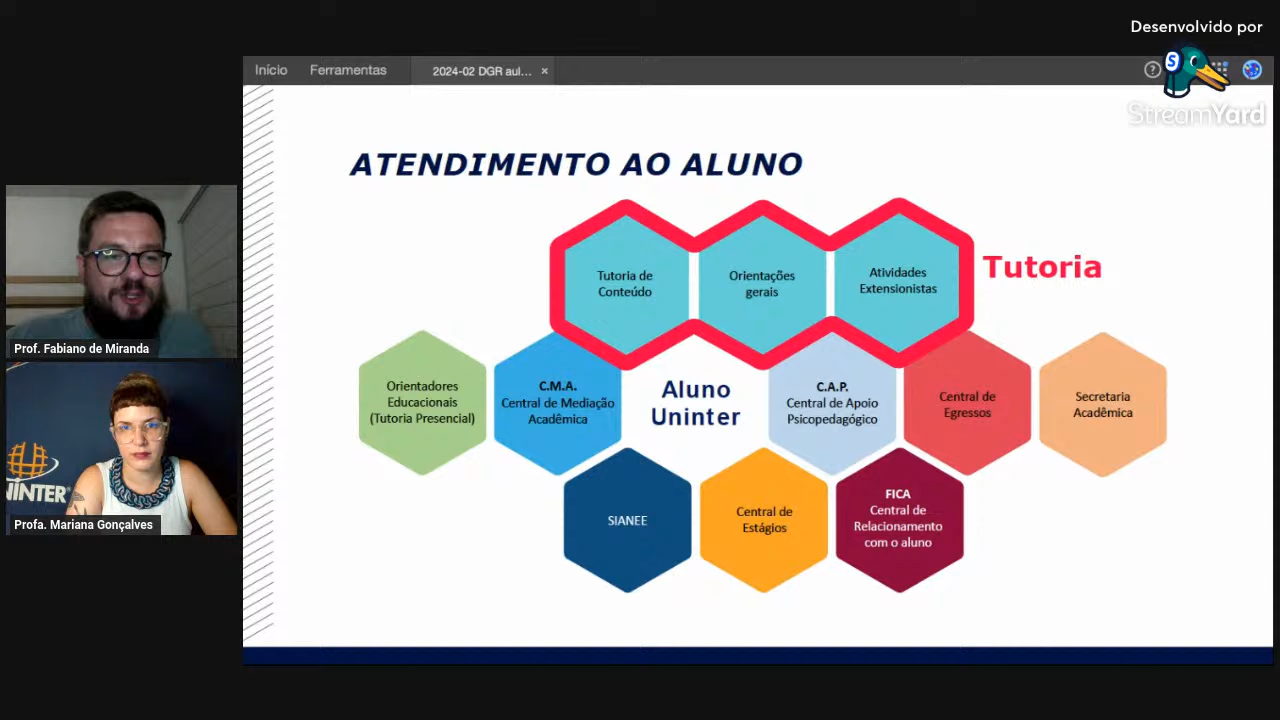 Desenvolvido por
StreamYard
Início
Ferramentas
2024-02 DGR aul...
×
?
S
ATENDIMENTO AO ALUNO
Tutoria de
Conteúdo
Orientações
gerais
Atividades
Extensionistas
Tutoria
Orientadores
Educacionais
(Tutoria Presencial)
C.M.A.
Central de Mediação
Acadêmica
Aluno
Uninter
C.A.P.
Central de Apoio
Psicopedagógico
Central de
Egressos
Secretaria
Acadêmica
SIANEE
Central de
Estágios
FICA
Central de
Relacionamento
com o aluno
Prof. Fabiano de Miranda
NINTER
Profa. Mariana Gonçalves